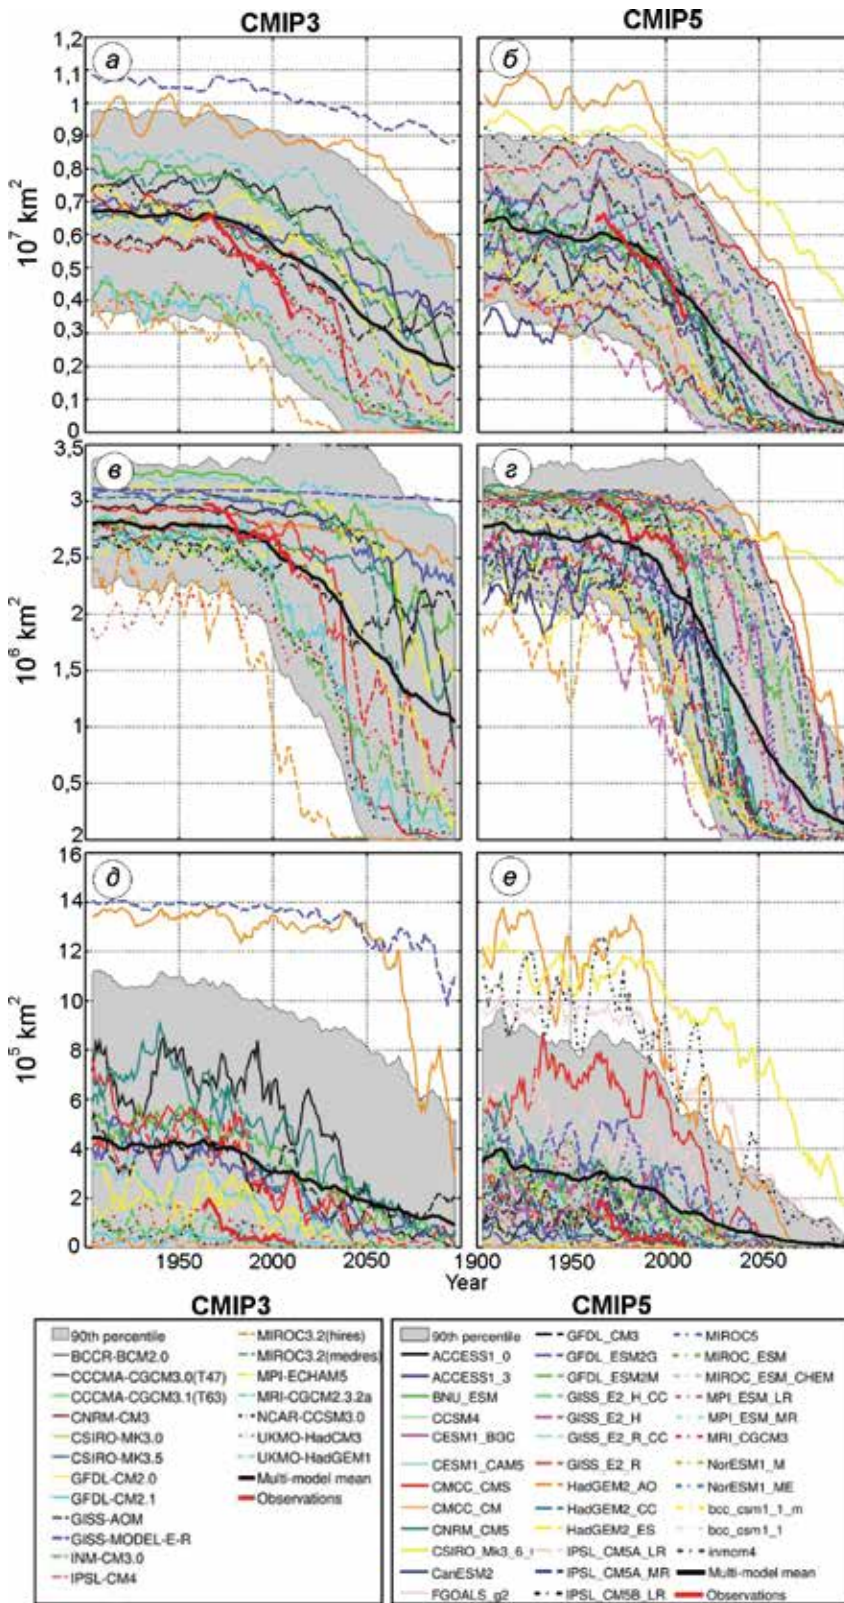 CMIP3
CMIP5
а
б
1,2
1,1
1
0,9
0,8
0,7
0,6
0,5
0,4
0,3
0,2
0,1
0
10⁷ km²
в
г
3,5
3
2,5
2
1,5
1
0,5
2
10⁶ km²
д
е
16
14
12
10
8
6
4
2
0
10⁵ km²
1950
2000
2050
1900
1950
2000
2050
Year
CMIP3
CMIP5
90th percentile
BCCR-BCM2.0
CCCMA-CGCM3.0(T47)
CCCMA-CGCM3.1(T63)
CNRM-CM3
CSIRO-MK3.0
CSIRO-MK3.5
GFDL-CM2.0
GFDL-CM2.1
GISS-AOM
GISS-MODEL-E-R
INM-CM3.0
IPSL-CM4
MIROC3.2(hires)
MIROC3.2(medres)
MPI-ECHAM5
MRI-CGCM2.3.2a
NCAR-CCSM3.0
UKMO-HadCM3
UKMO-HadGEM1
Multi-model mean
Observations
90th percentile
ACCESS1_0
ACCESS1_3
BNU_ESM
CCSM4
CESM1_BGC
CESM1_CAM5
CMCC_CMS
CMCC_CM
CNRM_CM5
CSIRO_Mk3_6_
CanESM2
FGOALS_g2
GFDL_CM3
GFDL_ESM2G
GFDL_ESM2M
GISS_E2_H_CC
GISS_E2_H
GISS_E2_R_CC
GISS_E2_R
HadGEM2_AO
HadGEM2_CC
HadGEM2_ES
IPSL_CM5A_LR
IPSL_CM5A_MR
IPSL_CM5B_LR
MIROC5
MIROC_ESM
MIROC_ESM_CHEM
MPI_ESM_LR
MPI_ESM_MR
MRI_CGCM3
NorESM1_M
NorESM1_ME
bcc_csm1_1_m
bcc_csm1_1
inmcm4
Multi-model mean
Observations